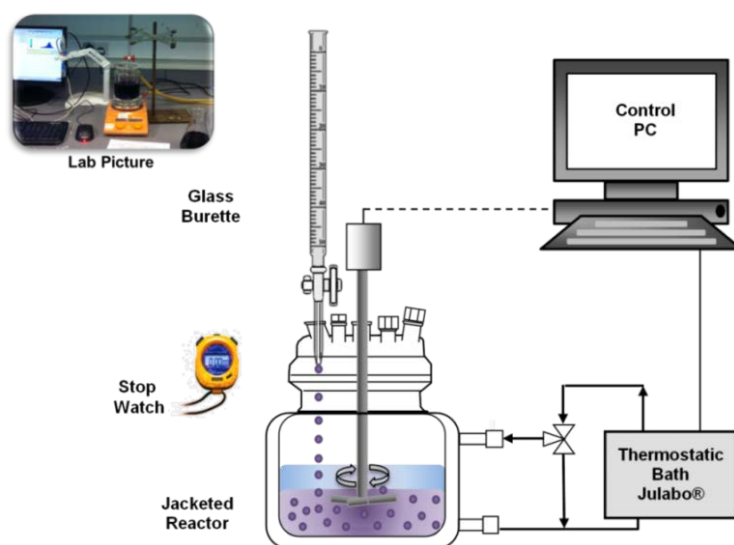 Lab Picture
Glass
Burette
Control
PC
Stop
Watch
Thermostatic
Bath
Julabo®
Jacketed
Reactor